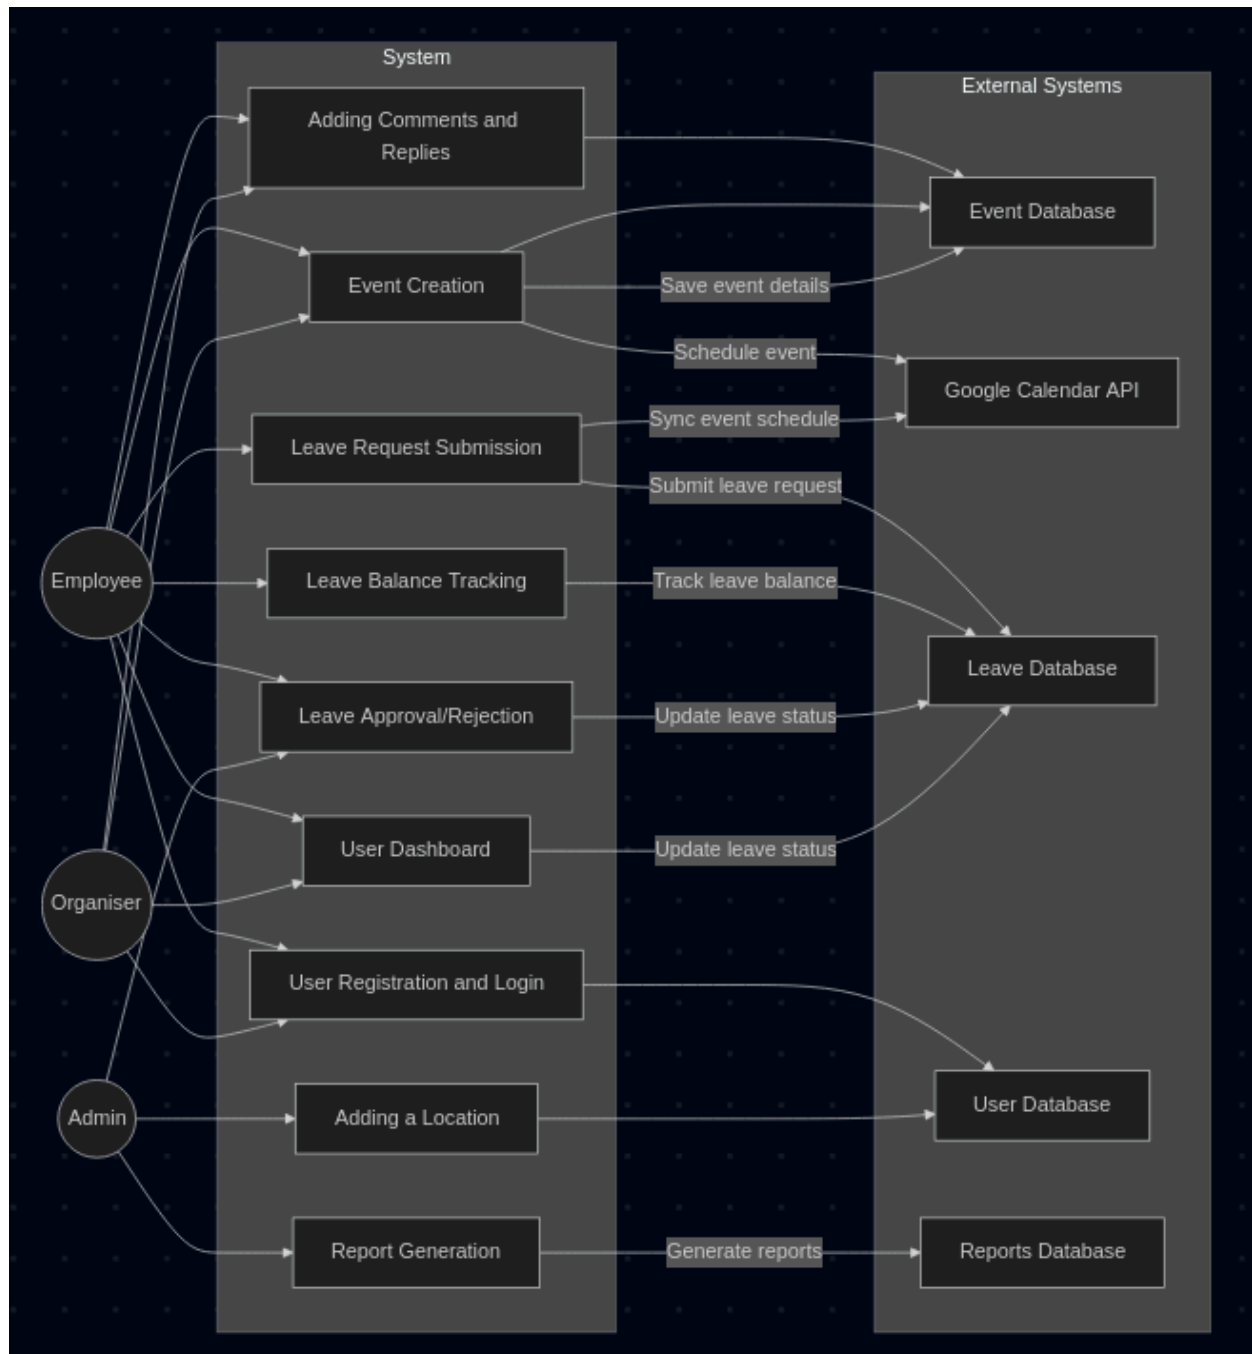 System
External Systems
Adding Comments and
Replies
Event Database
Event Creation
Save event details
Schedule event
Google Calendar API
Sync event schedule
Leave Request Submission
Submit leave request
Employee
Leave Balance Tracking
Track leave balance
Leave Database
Leave Approval/Rejection
Update leave status
User Dashboard
Update leave status
Organiser
User Registration and Login
User Database
Admin
Adding a Location
Report Generation
Generate reports
Reports Database